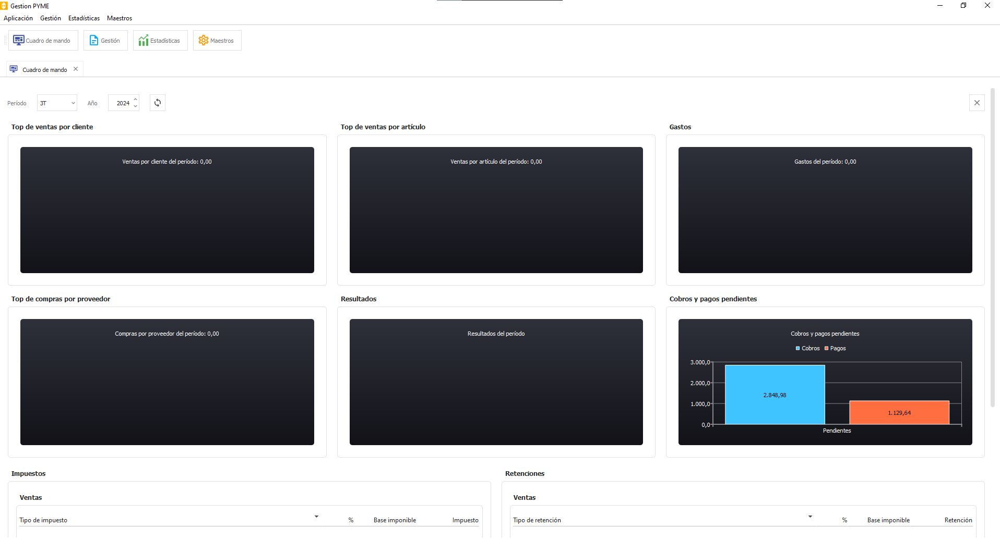 Gestion PYME
Aplicación Gestión Estadísticas Maestros
Cuadro de mando Gestión Estadísticas Maestros
Cuadro de mando
Período 3T Año 2024
Top de ventas por cliente
Ventas por cliente del período: 0,00
Top de ventas por artículo
Ventas por artículo del período: 0,00
Gastos
Gastos del período: 0,00
Top de compras por proveedor
Compras por proveedor del período: 0,00
Resultados
Resultados del período
Cobros y pagos pendientes
Cobros y pagos pendientes
Cobros Pagos
3.000,0
2.000,0
1.000,0
0,0
2.848,98
1.129,64
Pendientes
Impuestos
Ventas
Tipo de impuesto % Base imponible Impuesto
Retenciones
Ventas
Tipo de retención % Base imponible Retención